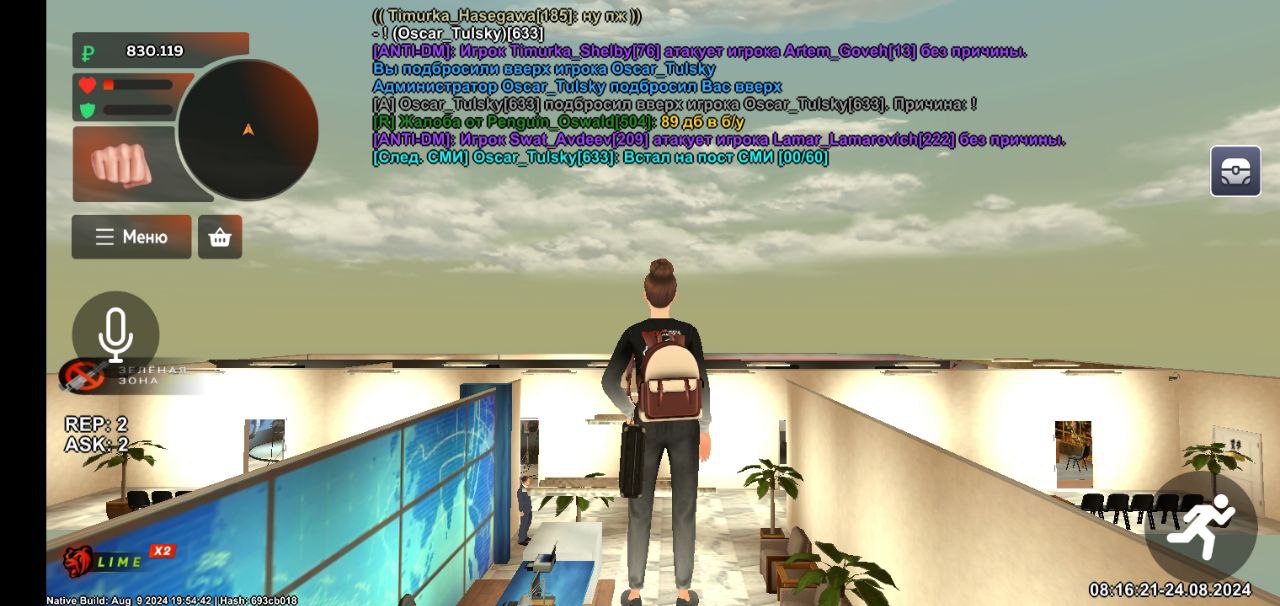 (( Timurka_Hasegawa[185]: ну пж ))
- ! (Oscar_Tulsky)[633]
[ANTI-DM]: Игрок Timurka_Shelby[76] атакует игрока Artem_Goveh[13] без причины.
Вы подбросили вверх игрока Oscar_Tulsky
Администратор Oscar_Tulsky подбросил Вас вверх
[A] Oscar_Tulsky[633] подбросил вверх игрока Oscar_Tulsky[633]. Причина: !
[R] Жалоба от Penguin_Oswald[504]: 89 дб в б/у
[ANTI-DM]: Игрок Swat_Avdeev[209] атакует игрока Lamar_Lamarovich[222] без причины.
[След. СМИ] Oscar_Tulsky[633]: Встал на пост СМИ [00/60]
₽ 830.119
Меню
ЗЕЛЁНАЯ
ЗОНА
REP: 2
ASK: 2
LIME X2
Native Build: Aug 9 2024 19:54:42 | Hash: 693cb018
08:16:21-24.08.2024